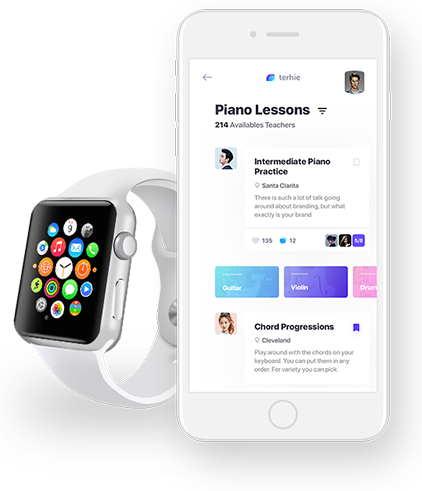 terhie
Piano Lessons
214 Availables Teachers
Intermediate Piano
Practice
Santa Clarita
There is such a lot of talk going
around about branding, but what
exactly is your brand
135 12 5/8
Guitar Violin Drum
Chord Progressions
Cleveland
Play around with the chords on your
keyboard. You can put them in any
order. For variety you can pick